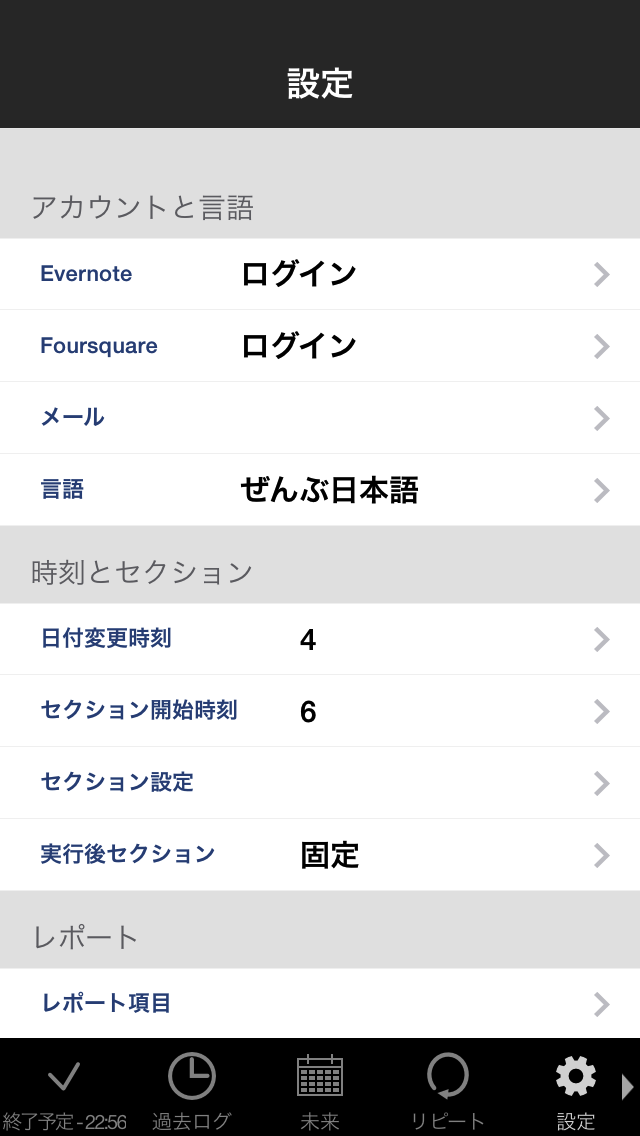 設定
アカウントと言語
Evernote ログイン
Foursquare ログイン
メール
言語 ぜんぶ日本語
時刻とセクション
日付変更時刻 4
セクション開始時刻 6
セクション設定
実行後セクション 固定
レポート
レポート項目
終了予定-22:56 過去ログ 未来 リピート 設定